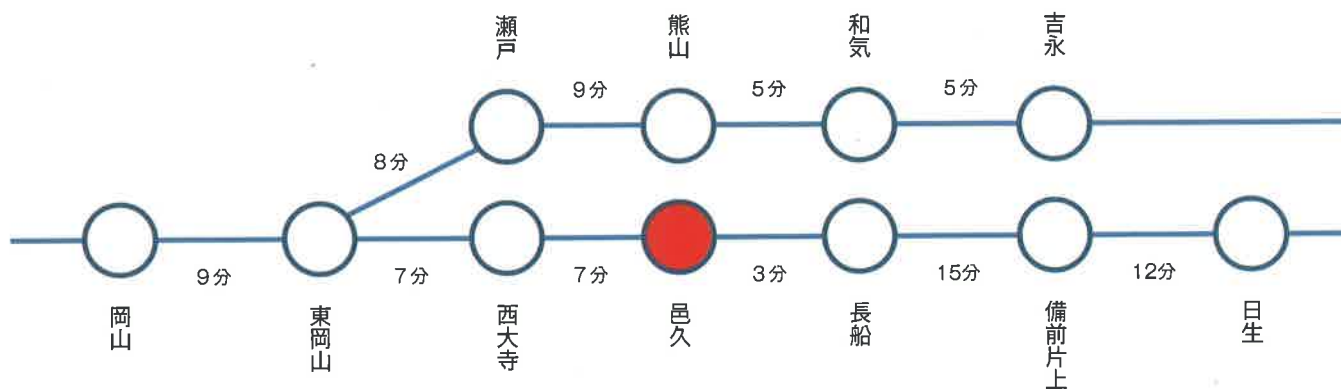 瀬戸
熊山
和気
吉永
9分
5分
5分
8分
9分
7分
7分
3分
15分
12分
岡山
東岡山
西大寺
邑久
長船
備前片上
日生